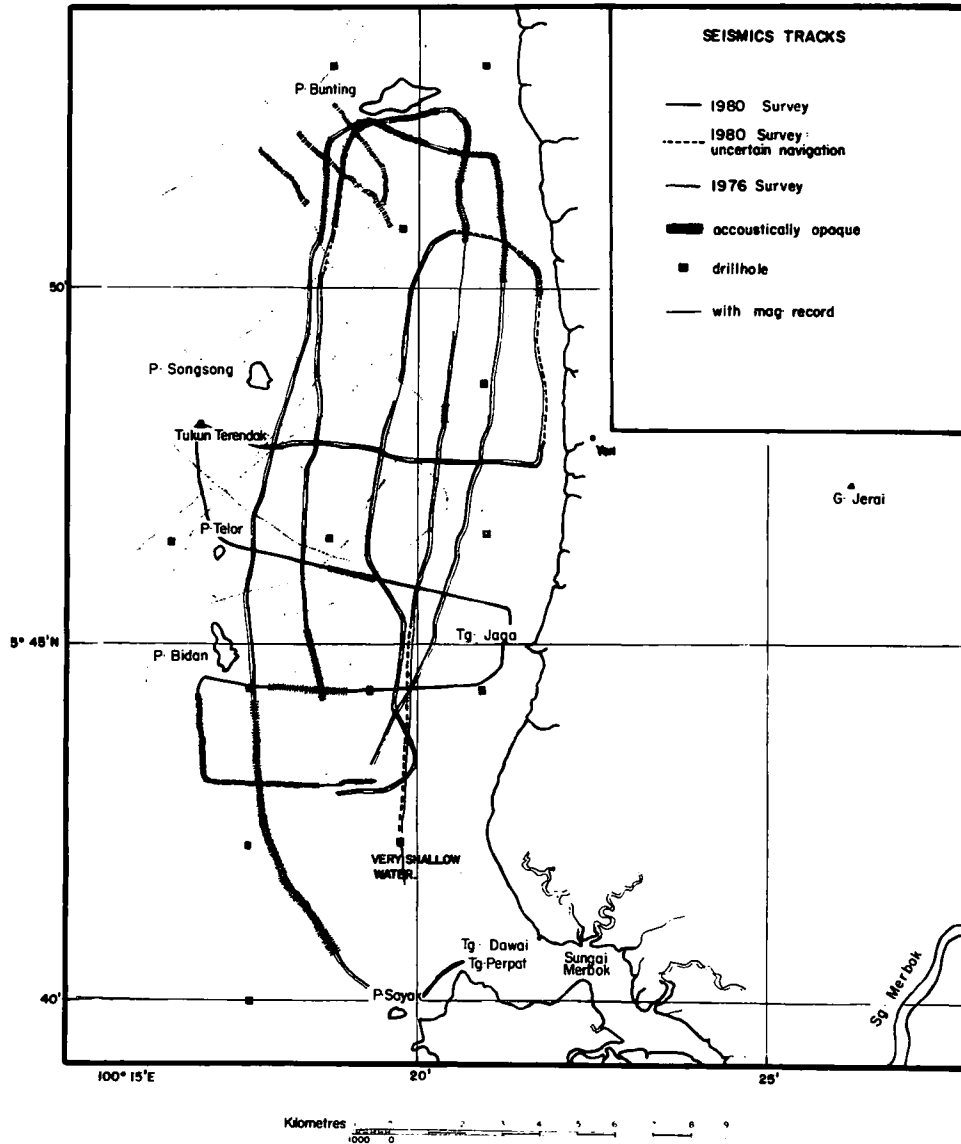 SEISMICS TRACKS
1980 Survey
1980 Survey
uncertain navigation
1976 Survey
accoustically opaque
drillhole
with mag record
P. Bunting
50'
P. Songsong
Tukun Terendak
Yan
G. Jerai
P. Telor
5° 45' N
Tg. Jaga
P. Bidan
VERY SHALLOW
WATER
Tg. Dawai
Tg. Perpat
Sungai
Merbok
Sg. Merbok
40'
P. Sayak
100° 15' E
20'
25'
Kilometres
1000 0 1 2 3 4 5 6 7 8 9